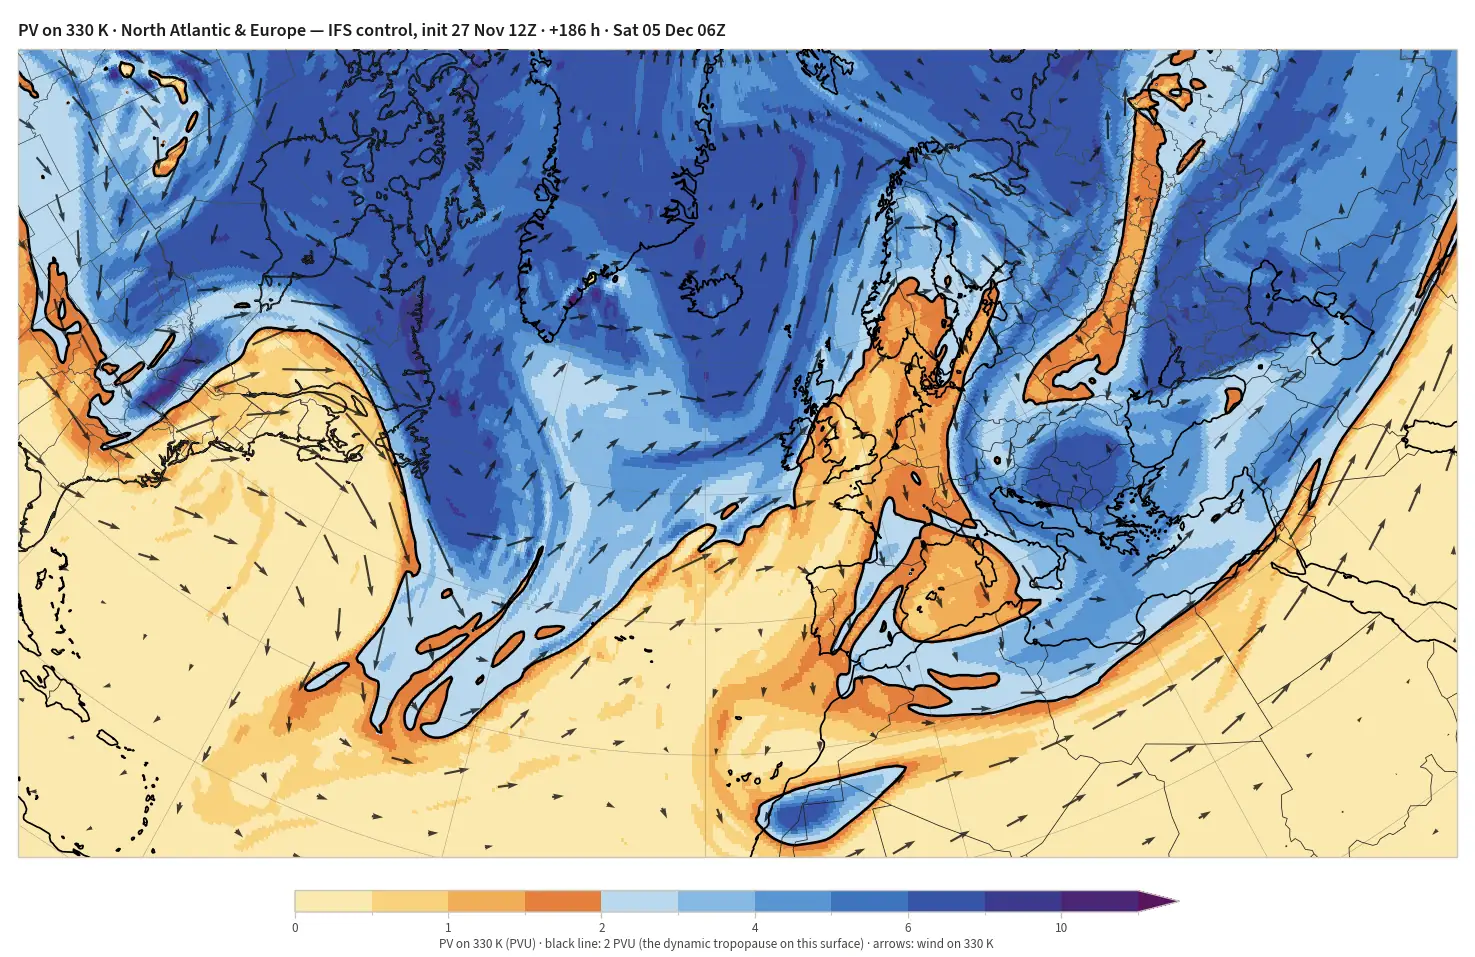 PV on 330 K · North Atlantic & Europe — IFS control, init 27 Nov 12Z · +186 h · Sat 05 Dec 06Z
0 1 2 4 6 10
PV on 330 K (PVU) · black line: 2 PVU (the dynamic tropopause on this surface) · arrows: wind on 330 K